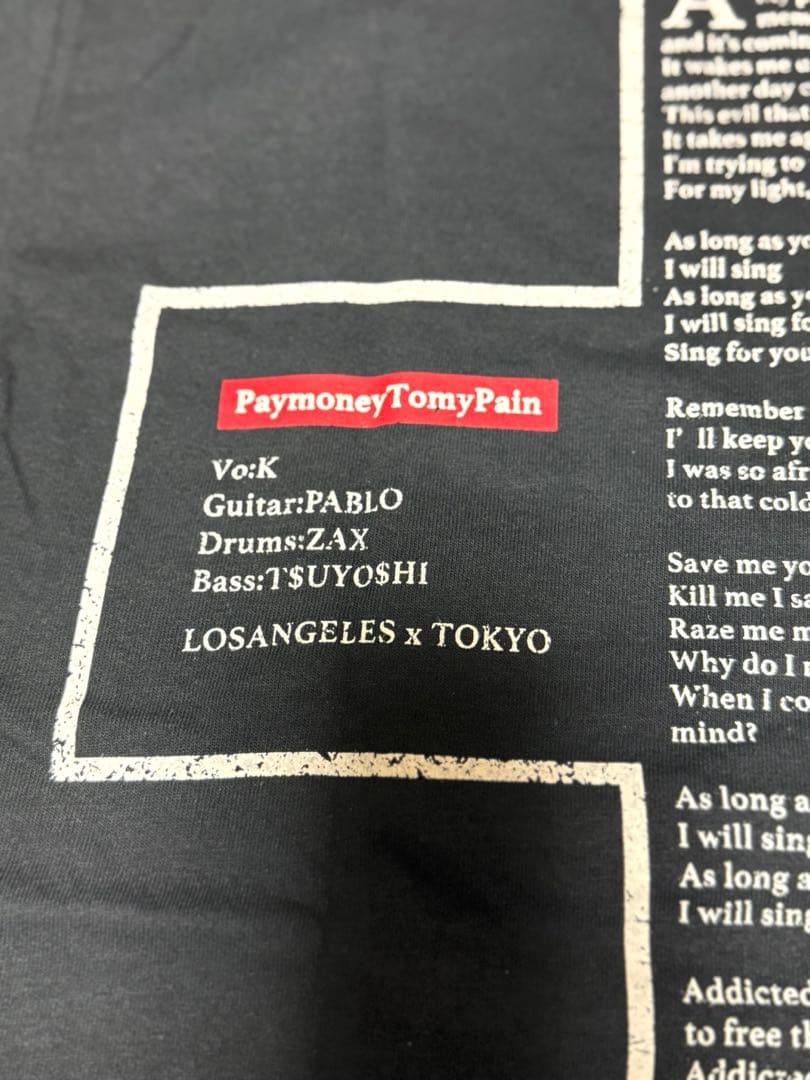 PaymoneyTomyPain
Vo:K
Guitar:PABLO
Drums:ZAX
Bass:T$UYO$HI
LOSANGELES x TOKYO
A
and it's
It wakes me
another day
This evil that
It takes me
I'm trying to
For my light,
As long as
I will sing
As long as
I will sing
Sing for you
Remember
I' ll keep
I was so
to that
Save me
Kill me I
Raze me
Why do I
When I
mind?
As long
I will
As long
I will
Addicted
to free